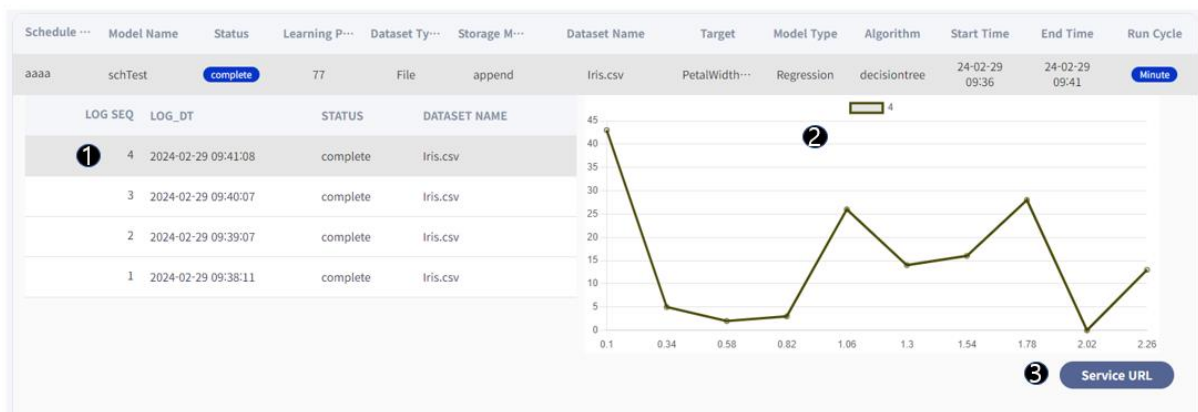 Schedule ··· Model Name Status Learning P··· Dataset Ty··· Storage M··· Dataset Name Target Model Type Algorithm Start Time End Time Run Cycle
aaaa schTest complete 77 File append Iris.csv PetalWidth··· Regression decisiontree 24-02-29 09:36 24-02-29 09:41 Minute
LOG SEQ LOG_DT STATUS DATASET NAME
1 4 2024-02-29 09:41:08 complete Iris.csv
3 2024-02-29 09:40:07 complete Iris.csv
2 2024-02-29 09:39:07 complete Iris.csv
1 2024-02-29 09:38:11 complete Iris.csv
4
2
45
40
35
30
25
20
15
10
5
0
0.1 0.34 0.58 0.82 1.06 1.3 1.54 1.78 2.02 2.26
3 Service URL